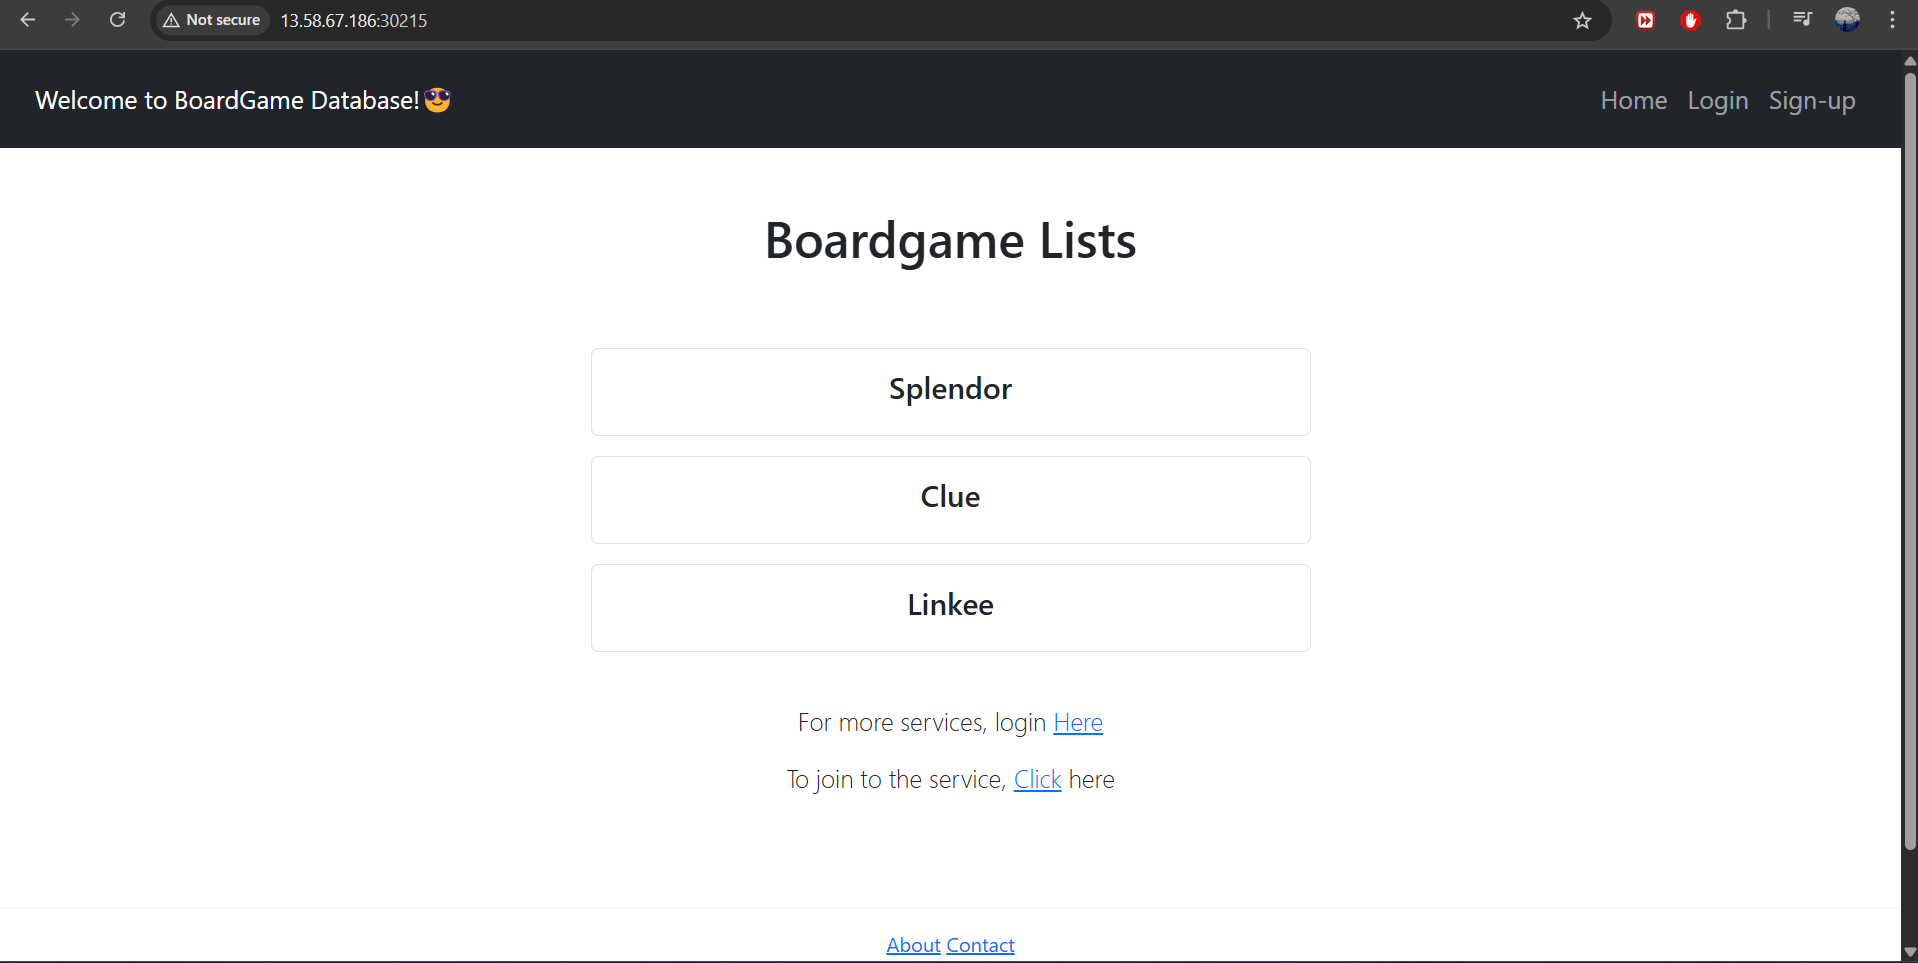 Not secure 13.58.67.186:30215
Welcome to BoardGame Database!😎 Home Login Sign-up
Boardgame Lists
Splendor
Clue
Linkee
For more services, login Here
To join to the service, Click here
About Contact